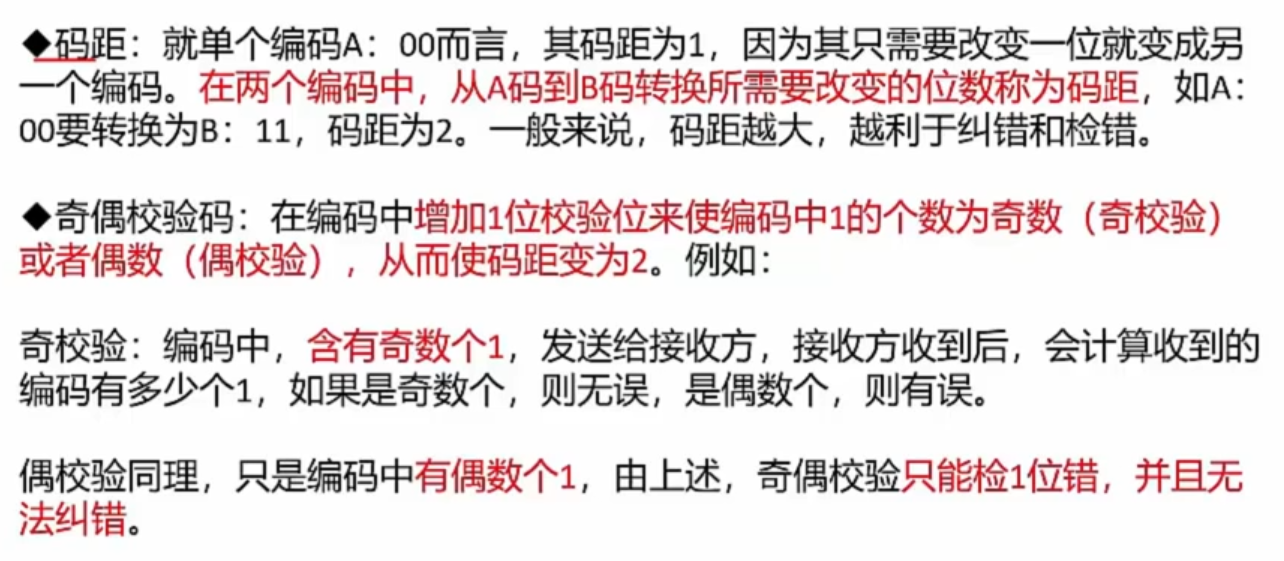 ◆码距：就单个编码A：00而言，其码距为1，因为其只需要改变一位就变成另
一个编码。在两个编码中，从A码到B码转换所需要改变的位数称为码距，如A：
00要转换为B：11，码距为2。一般来说，码距越大，越利于纠错和检错。
◆奇偶校验码：在编码中增加1位校验位来使编码中1的个数为奇数（奇校验）
或者偶数（偶校验），从而使码距变为2。例如：
奇校验：编码中，含有奇数个1，发送给接收方，接收方收到后，会计算收到的
编码有多少个1，如果是奇数个，则无误，是偶数个，则有误。
偶校验同理，只是编码中有偶数个1，由上述，奇偶校验只能检1位错，并且无
法纠错。